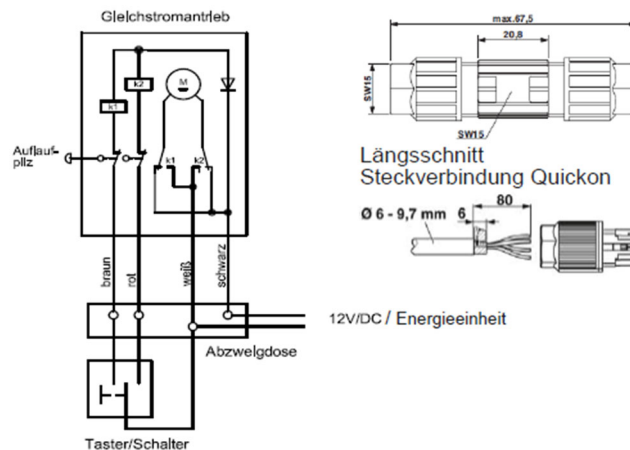 Gleichstromantrieb
M
k2
k1
k1
k2
Auflauf-
pilz
braun
rot
weiß
schwarz
12V/DC / Energieeinheit
Abzweigdose
Taster/Schalter
max.67,5
20,8
SW15
SW15
Längsschnitt
Steckverbindung Quickon
80
Ø 6 - 9,7 mm
6